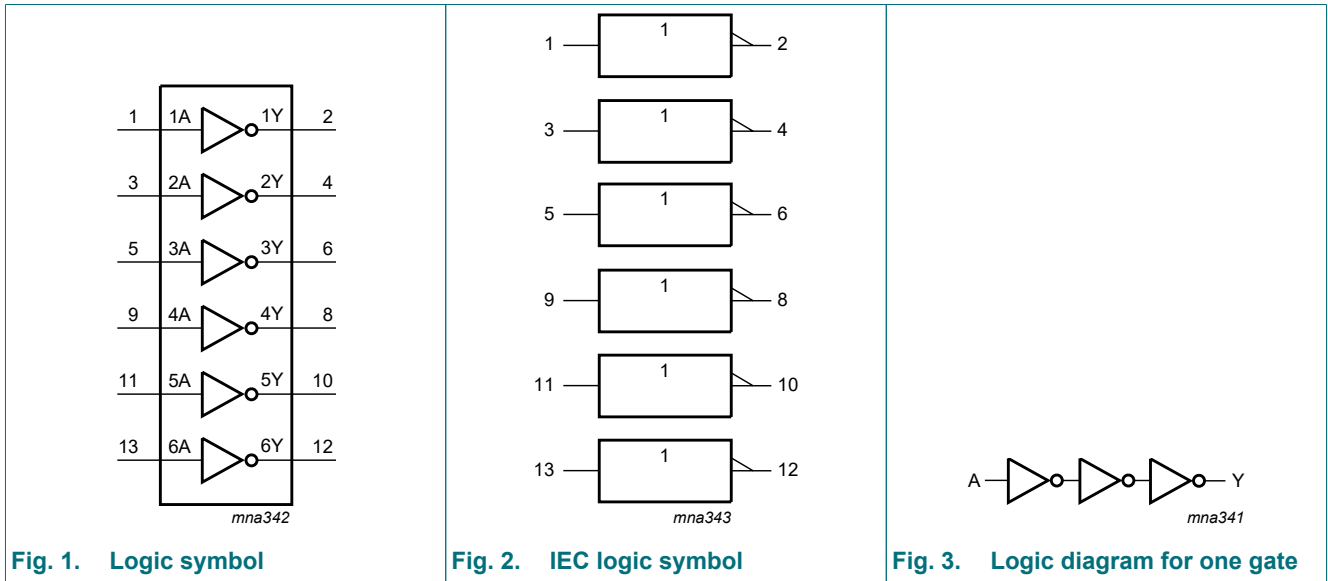 1 1A 1Y 2
3 2A 2Y 4
5 3A 3Y 6
9 4A 4Y 8
11 5A 5Y 10
13 6A 6Y 12
mna342
Fig. 1. Logic symbol
1 1 2
3 1 4
5 1 6
9 1 8
11 1 10
13 1 12
mna343
Fig. 2. IEC logic symbol
A Y
mna341
Fig. 3. Logic diagram for one gate